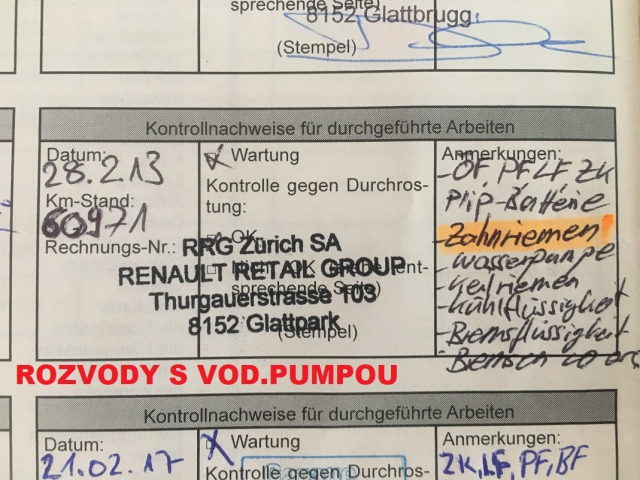 sprechende Seite)
8152 Glattbrugg
(Stempel)
Kontrollnachweise für durchgeführte Arbeiten
Datum:
28.2.13
Km-Stand:
60971
Rechnungs-Nr.:
Wartung
Kontrolle gegen Durchros-
tung:
OK
sprechende Seite)
(Stempel)
RRG Zürich SA
RENAULT RETAIL GROUP
Thurgauerstrasse 103
8152 Glattpark
Anmerkungen:
- ÖF, PF LF ZK
Plip-Batterie
- Zahnriemen
- Wasserpumpe
- Keilriemen
- Kühlflüssigkeit
- Bremsflüssigkeit
ROZVODY S VOD.PUMPOU
Kontrollnachweise für durchgeführte Arbeiten
Datum:
21.02.17
Wartung
Kontrolle gegen Durchros-
Anmerkungen:
ZK, LF, PF, BF